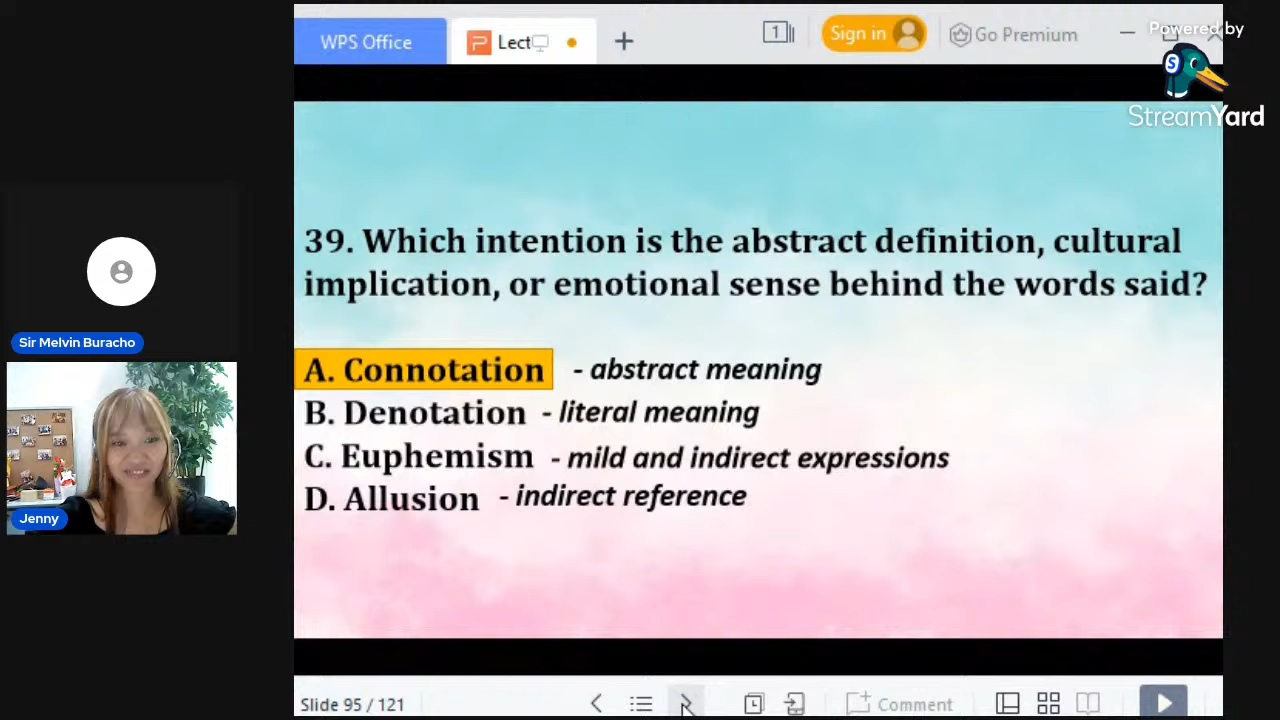 WPS Office
Lect
1
Sign in
Go Premium
Powered by
S
StreamYard
39. Which intention is the abstract definition, cultural
implication, or emotional sense behind the words said?
A. Connotation - abstract meaning
B. Denotation - literal meaning
C. Euphemism - mild and indirect expressions
D. Allusion - indirect reference
Sir Melvin Buracho
Jenny
Slide 95 / 121
Comment